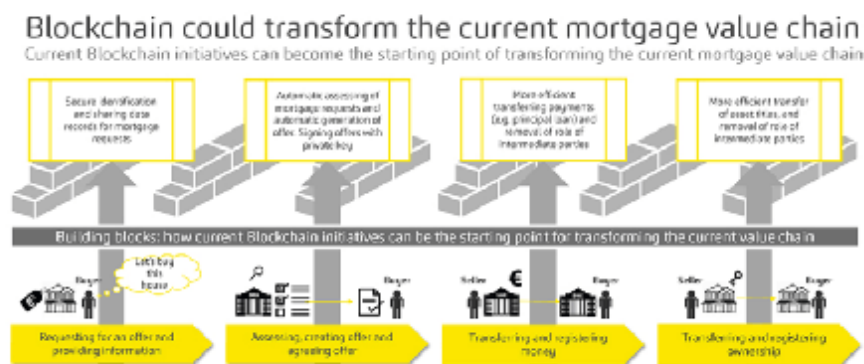 Blockchain could transform the current mortgage value chain
Current Blockchain initiatives can become the starting point of transforming the current mortgage value chain
Secure identification
and sharing data
records for mortgage
requests
Automatic assessing of
mortgage requests and
automatic generation of
offer. Signing offers with
private key
More efficient
transferring payments
(e.g. principal loan) and
removal of role of
intermediate parties
More efficient transfer
of asset titles, and
removal of role of
intermediate parties
Building blocks: how current Blockchain initiatives can be the starting point for transforming the current value chain
Buyer
Let's buy
this
house
Buyer
Seller
€
Buyer
Seller
Buyer
Requesting for an offer and
providing information
Assessing, creating offer and
agreeing offer
Transferring and registering
money
Transferring and registering
ownership